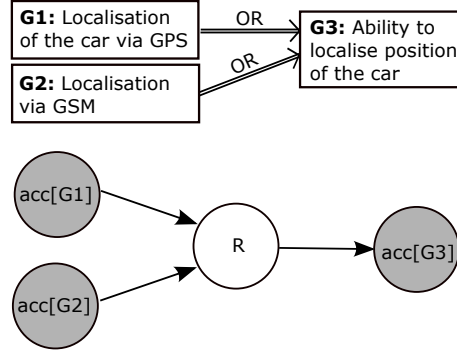 G1: Localisation
of the car via GPS
OR
G3: Ability to
localise position
of the car
G2: Localisation
via GSM
OR
acc[G1]
R
acc[G3]
acc[G2]